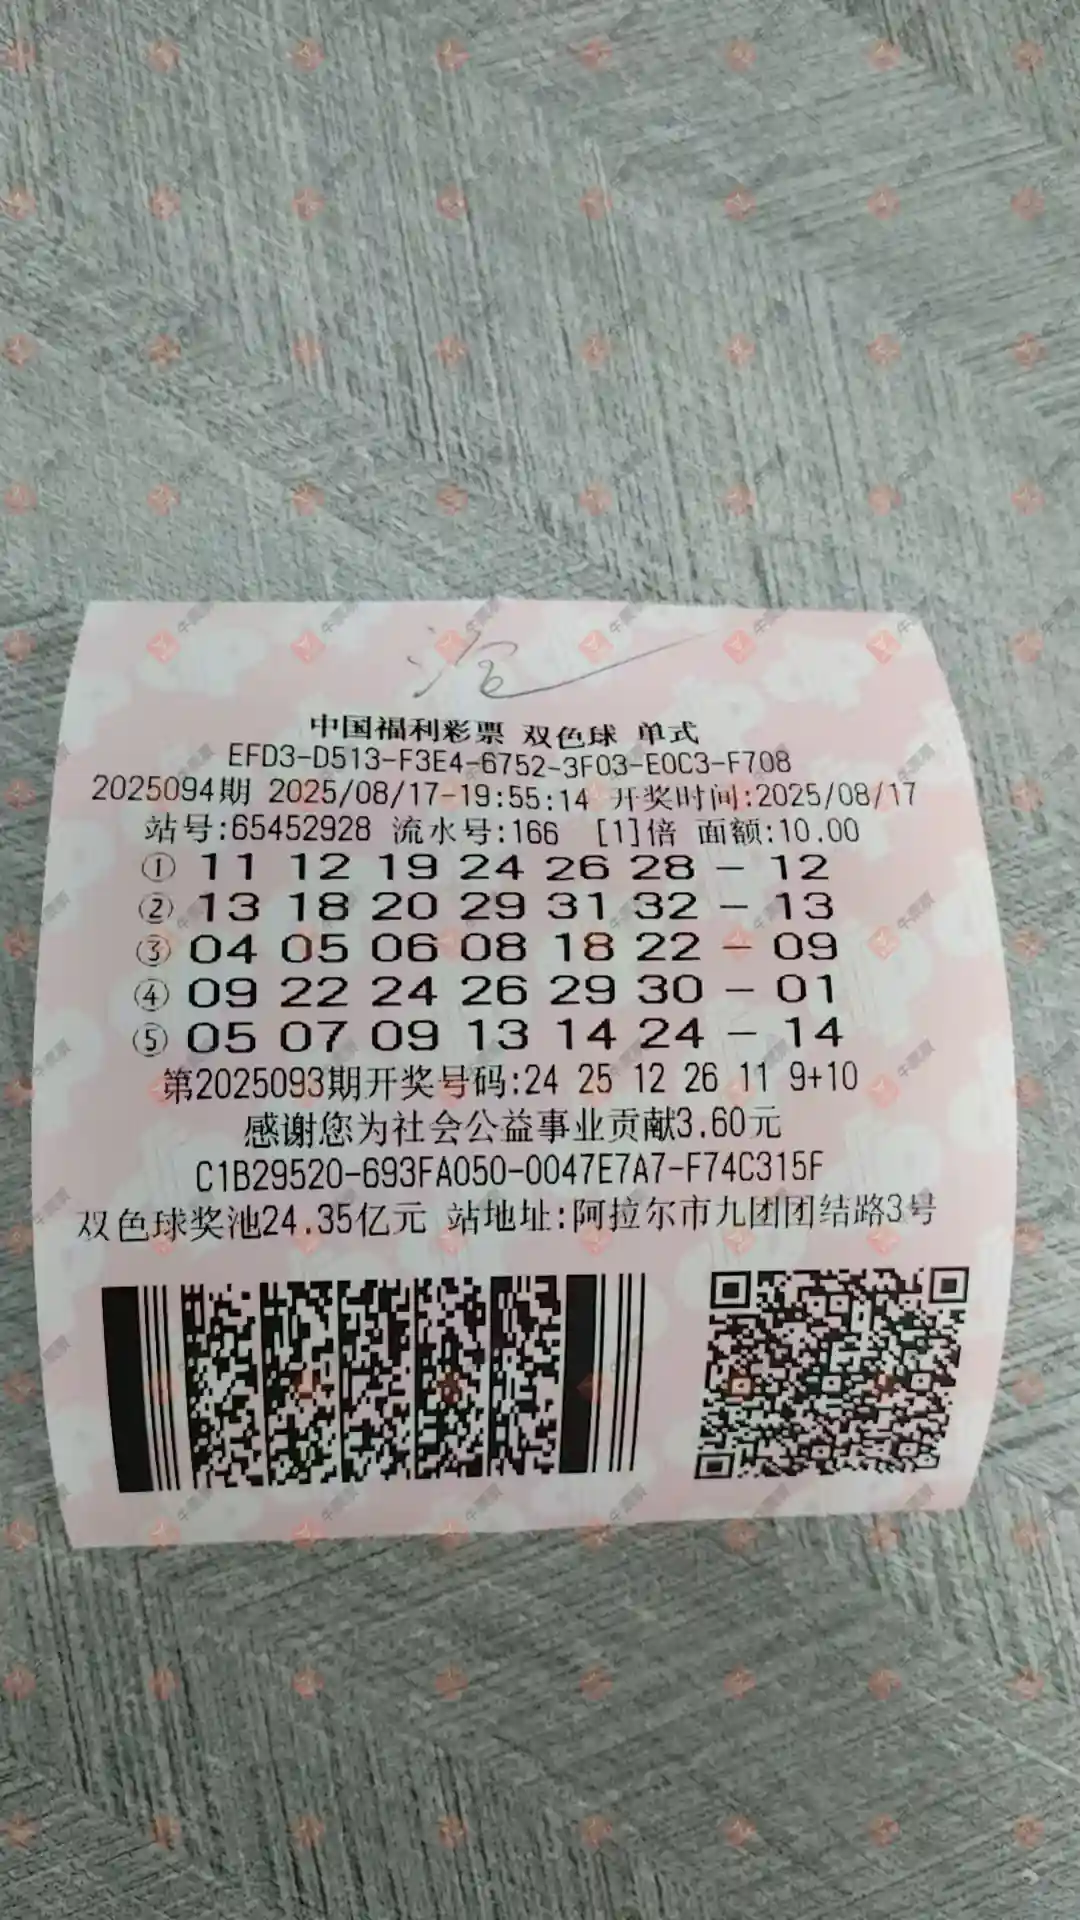 中国福利彩票 双色球 单式
EFD3-D513-F3E4-6752-3F03-E0C3-F708
2025094期 2025/08/17-19:55:14 开奖时间:2025/08/17
站号:65452928 流水号:166 [1]倍 面额:10.00
① 11 12 19 24 26 28 - 12
② 13 18 20 29 31 32 - 13
③ 04 05 06 08 18 22 - 09
④ 09 22 24 26 29 30 - 01
⑤ 05 07 09 13 14 24 - 14
第2025093期开奖号码:24 25 12 26 11 9+10
感谢您为社会公益事业贡献3.60元
C1B29520-693FA050-0047E7A7-F74C315F
双色球奖池24.35亿元 站地址:阿拉尔市九团团结路3号